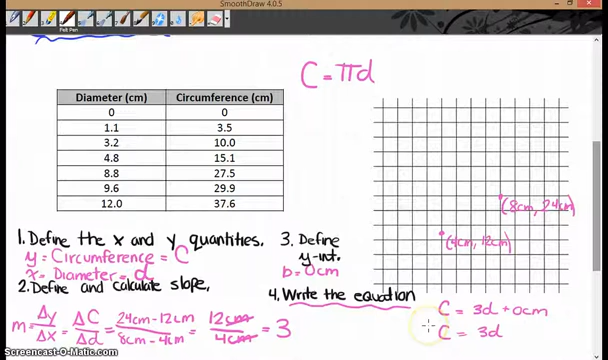 SmoothDraw 4.0.5
Felt Pen
C = πd
Diameter (cm) Circumference (cm)
0 0
1.1 3.5
3.2 10.0
4.8 15.1
8.8 27.5
9.6 29.9
12.0 37.6
(8cm, 24cm)
(4cm, 12cm)
1. Define the x and y quantities.
y = Circumference = C
x = Diameter = d
2. Define and calculate slope.
m = Δy/Δx = ΔC/Δd = 24cm - 12cm/8cm - 4cm = 12cm/4cm = 3
3. Define
y-int.
b = 0cm
4. Write the equation
C = 3d + 0cm
C = 3d
Screencast-O-Matic.com